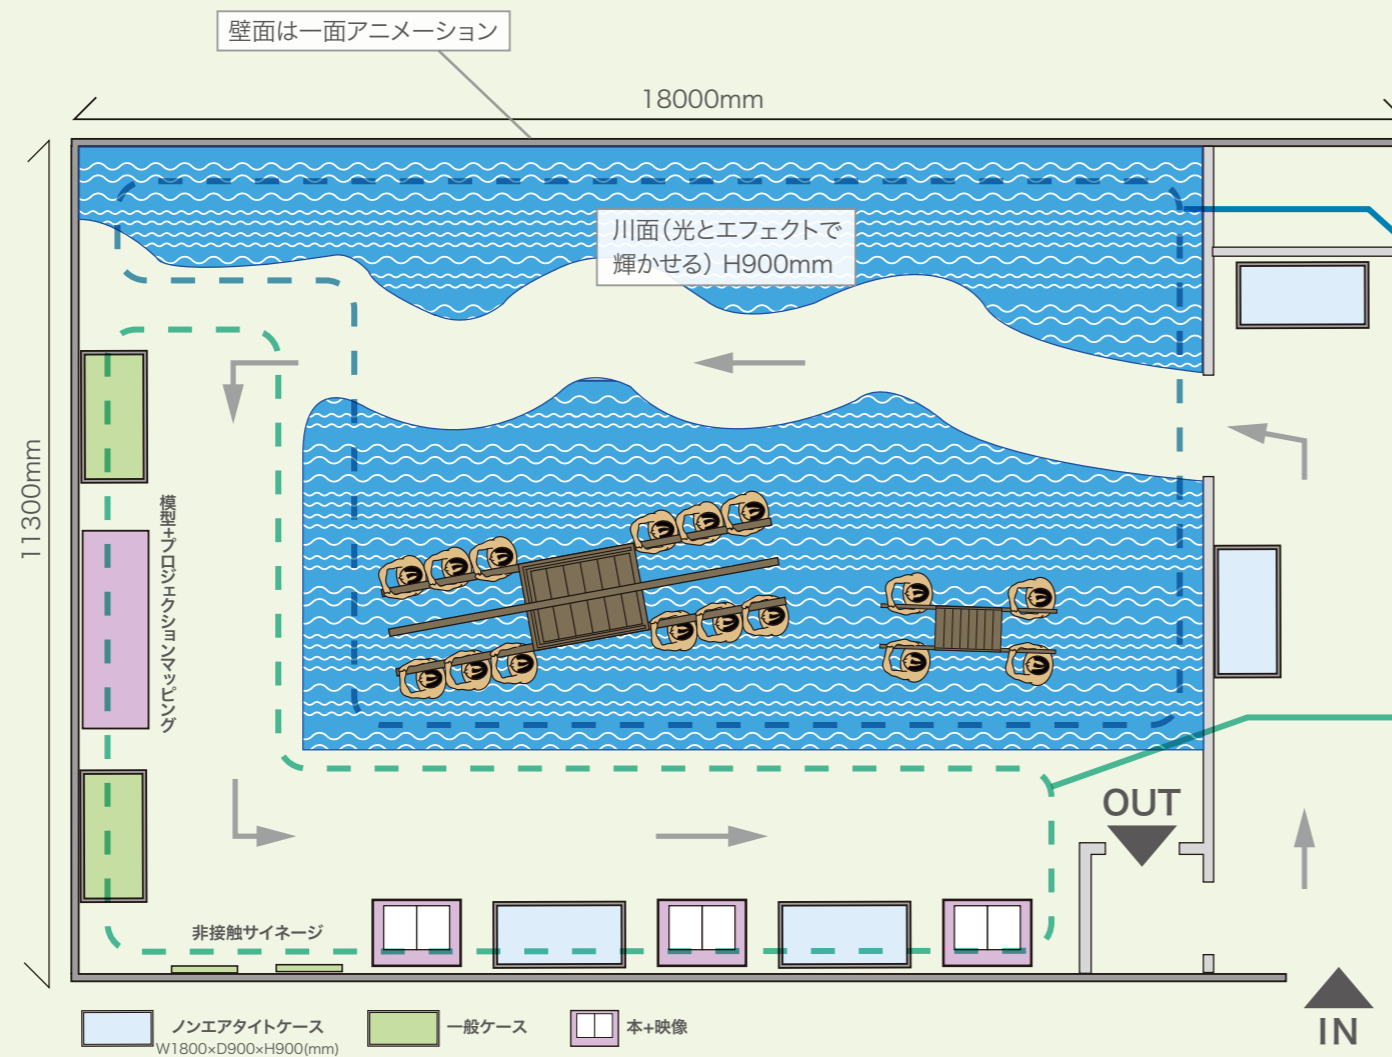 壁面は一面アニメーション
18000mm
川面（光とエフェクトで
輝かせる） H900mm
11300mm
模型+プロジェクションマッピング
OUT
非接触サイネージ
IN
ノンエアタイトケース
W1800×D900×H900(mm)
一般ケース
本+映像